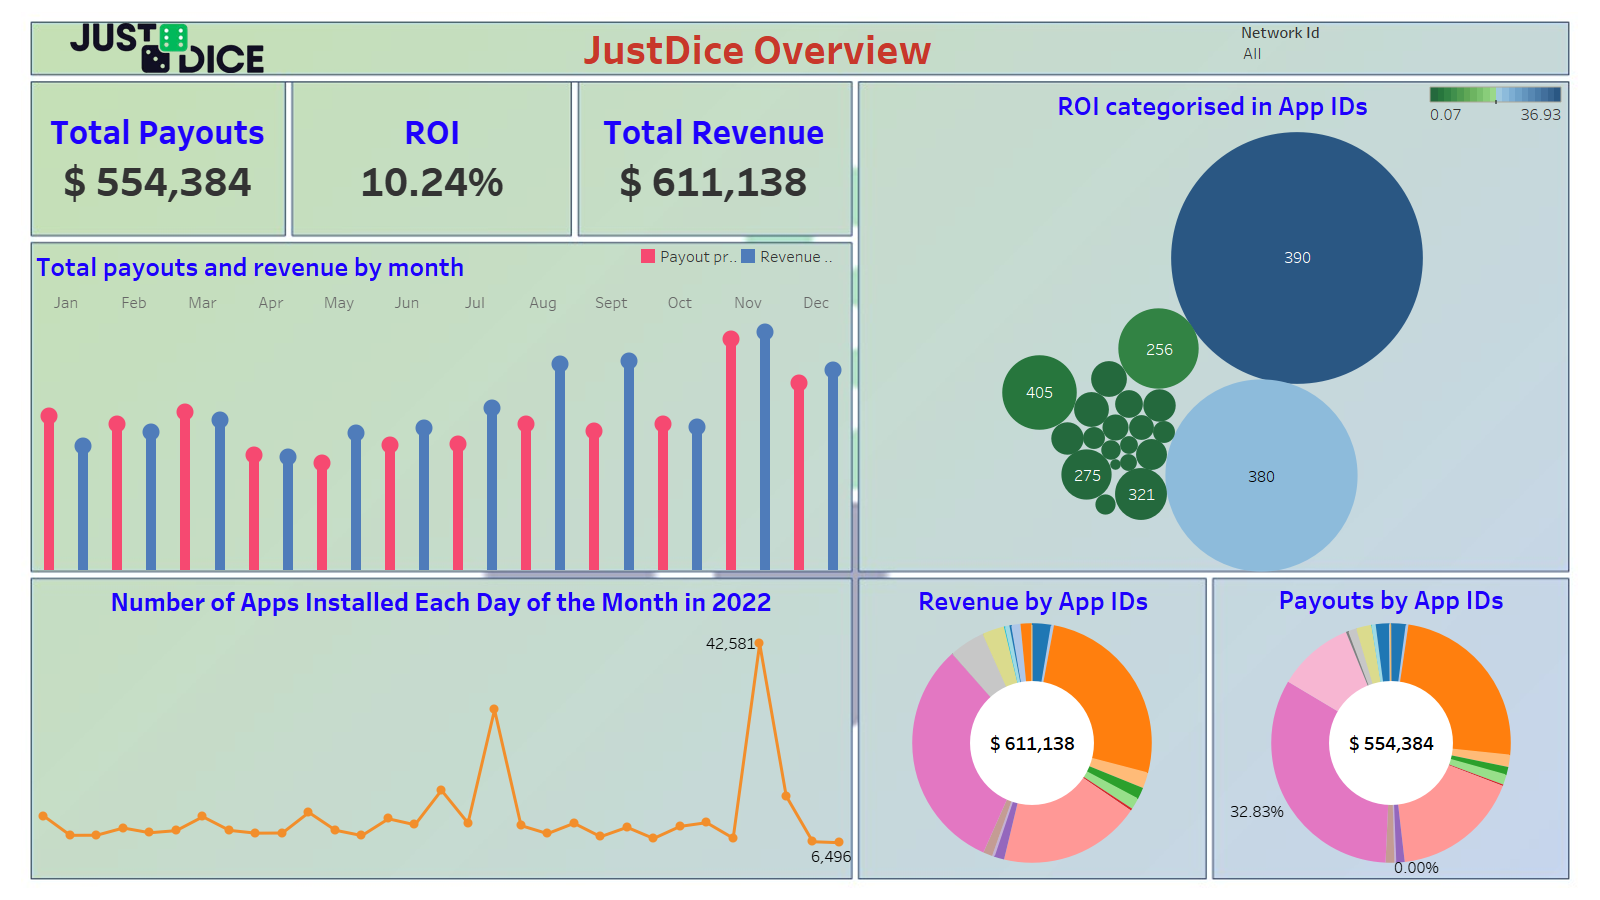 JUST
DICE
JustDice Overview
Network Id
All
Total Payouts
$ 554,384
ROI
10.24%
Total Revenue
$ 611,138
ROI categorised in App IDs
0.07
36.93
390
256
405
380
275
321
Total payouts and revenue by month
Payout pr.. Revenue ..
Jan Feb Mar Apr May Jun Jul Aug Sept Oct Nov Dec
Number of Apps Installed Each Day of the Month in 2022
42,581
6,496
Revenue by App IDs
$ 611,138
Payouts by App IDs
$ 554,384
32.83%
0.00%